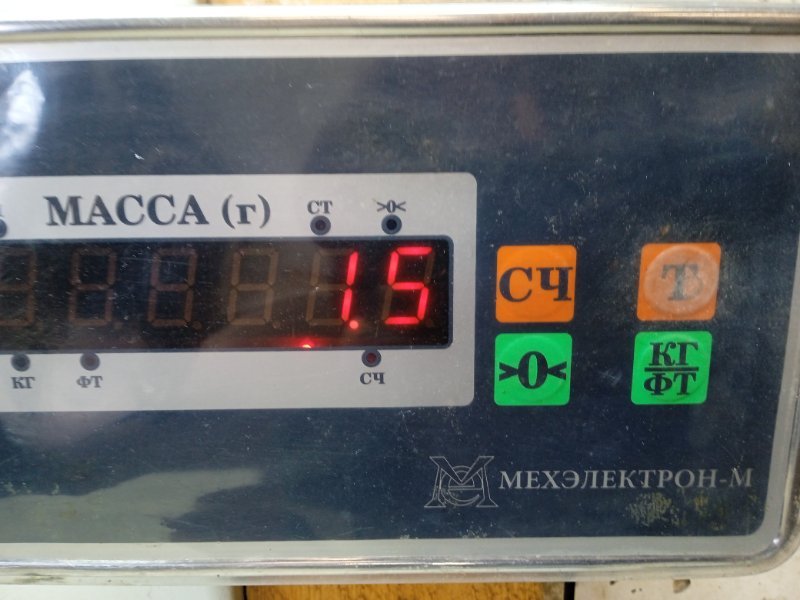 МАССА (г) СТ >0<
1.5
КГ ФТ СЧ
СЧ Т
>0< КГ/ФТ
МЕХЭЛЕКТРОН-М